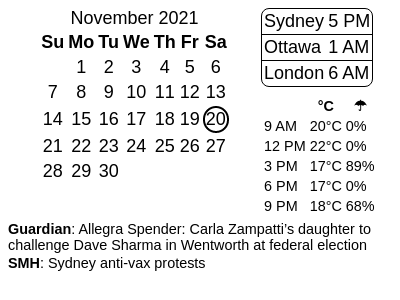 November 2021
Su Mo Tu We Th Fr Sa
1 2 3 4 5 6
7 8 9 10 11 12 13
14 15 16 17 18 19 20
21 22 23 24 25 26 27
28 29 30
Sydney 5 PM
Ottawa 1 AM
London 6 AM
°C ☂
9 AM 20°C 0%
12 PM 22°C 0%
3 PM 17°C 89%
6 PM 17°C 0%
9 PM 18°C 68%
Guardian: Allegra Spender: Carla Zampatti's daughter to
challenge Dave Sharma in Wentworth at federal election
SMH: Sydney anti-vax protests